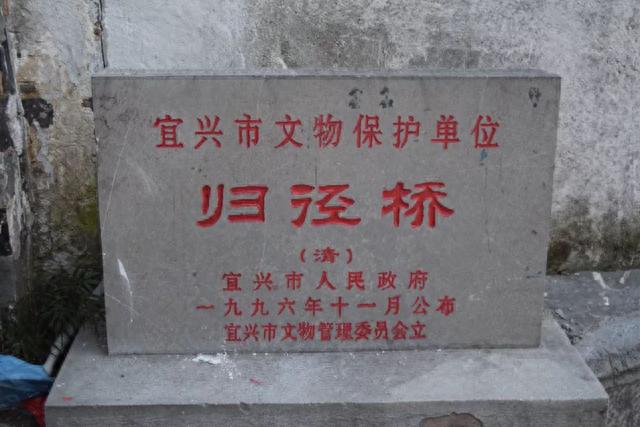 宜兴市文物保护单位
归径桥
（清）
宜兴市人民政府
一九九六年十一月公布
宜兴市文物管理委员会立